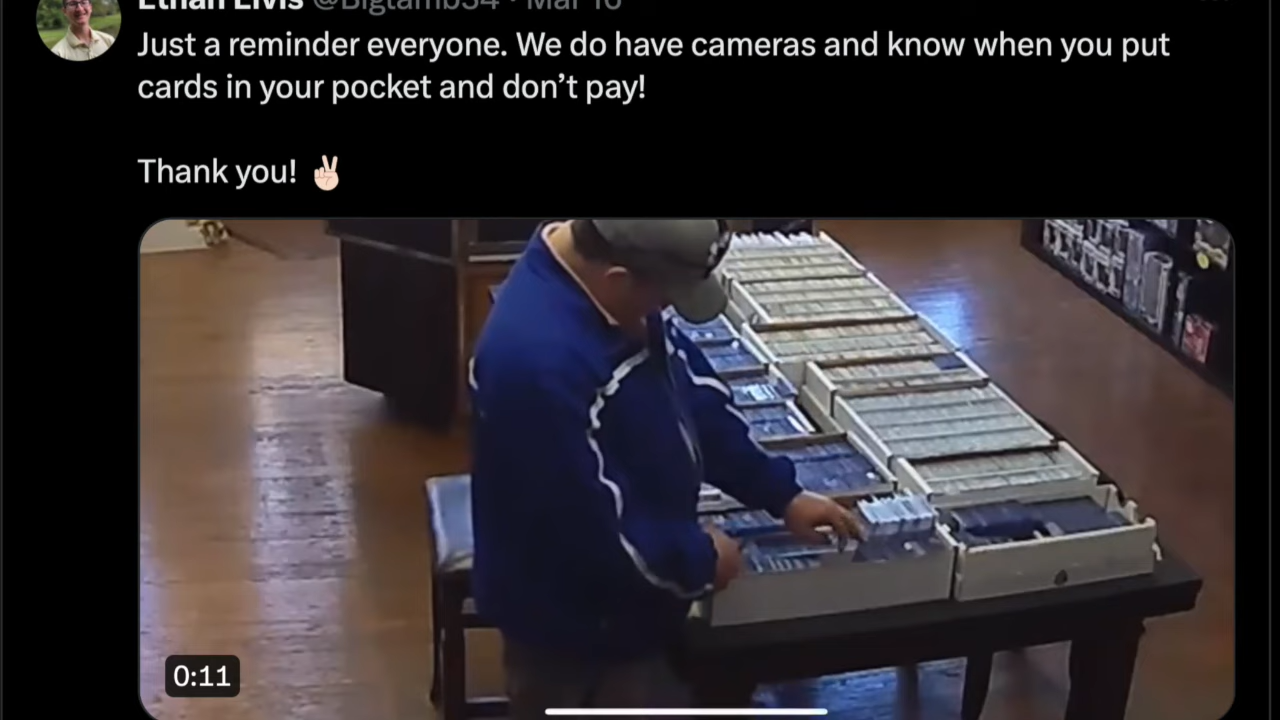 Just a reminder everyone. We do have cameras and know when you put
cards in your pocket and don’t pay!
Thank you! ✌🏻
0:11